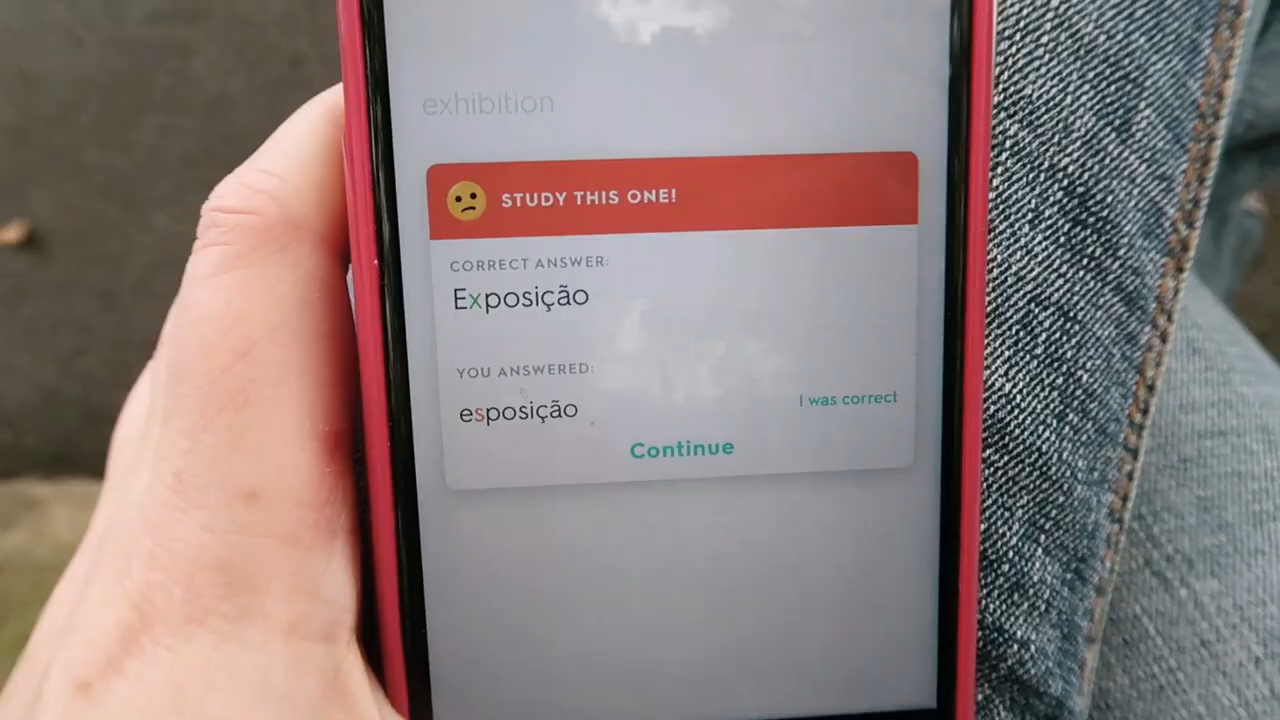 exhibition
STUDY THIS ONE!
CORRECT ANSWER:
Exposição
YOU ANSWERED:
esposição
I was correct
Continue